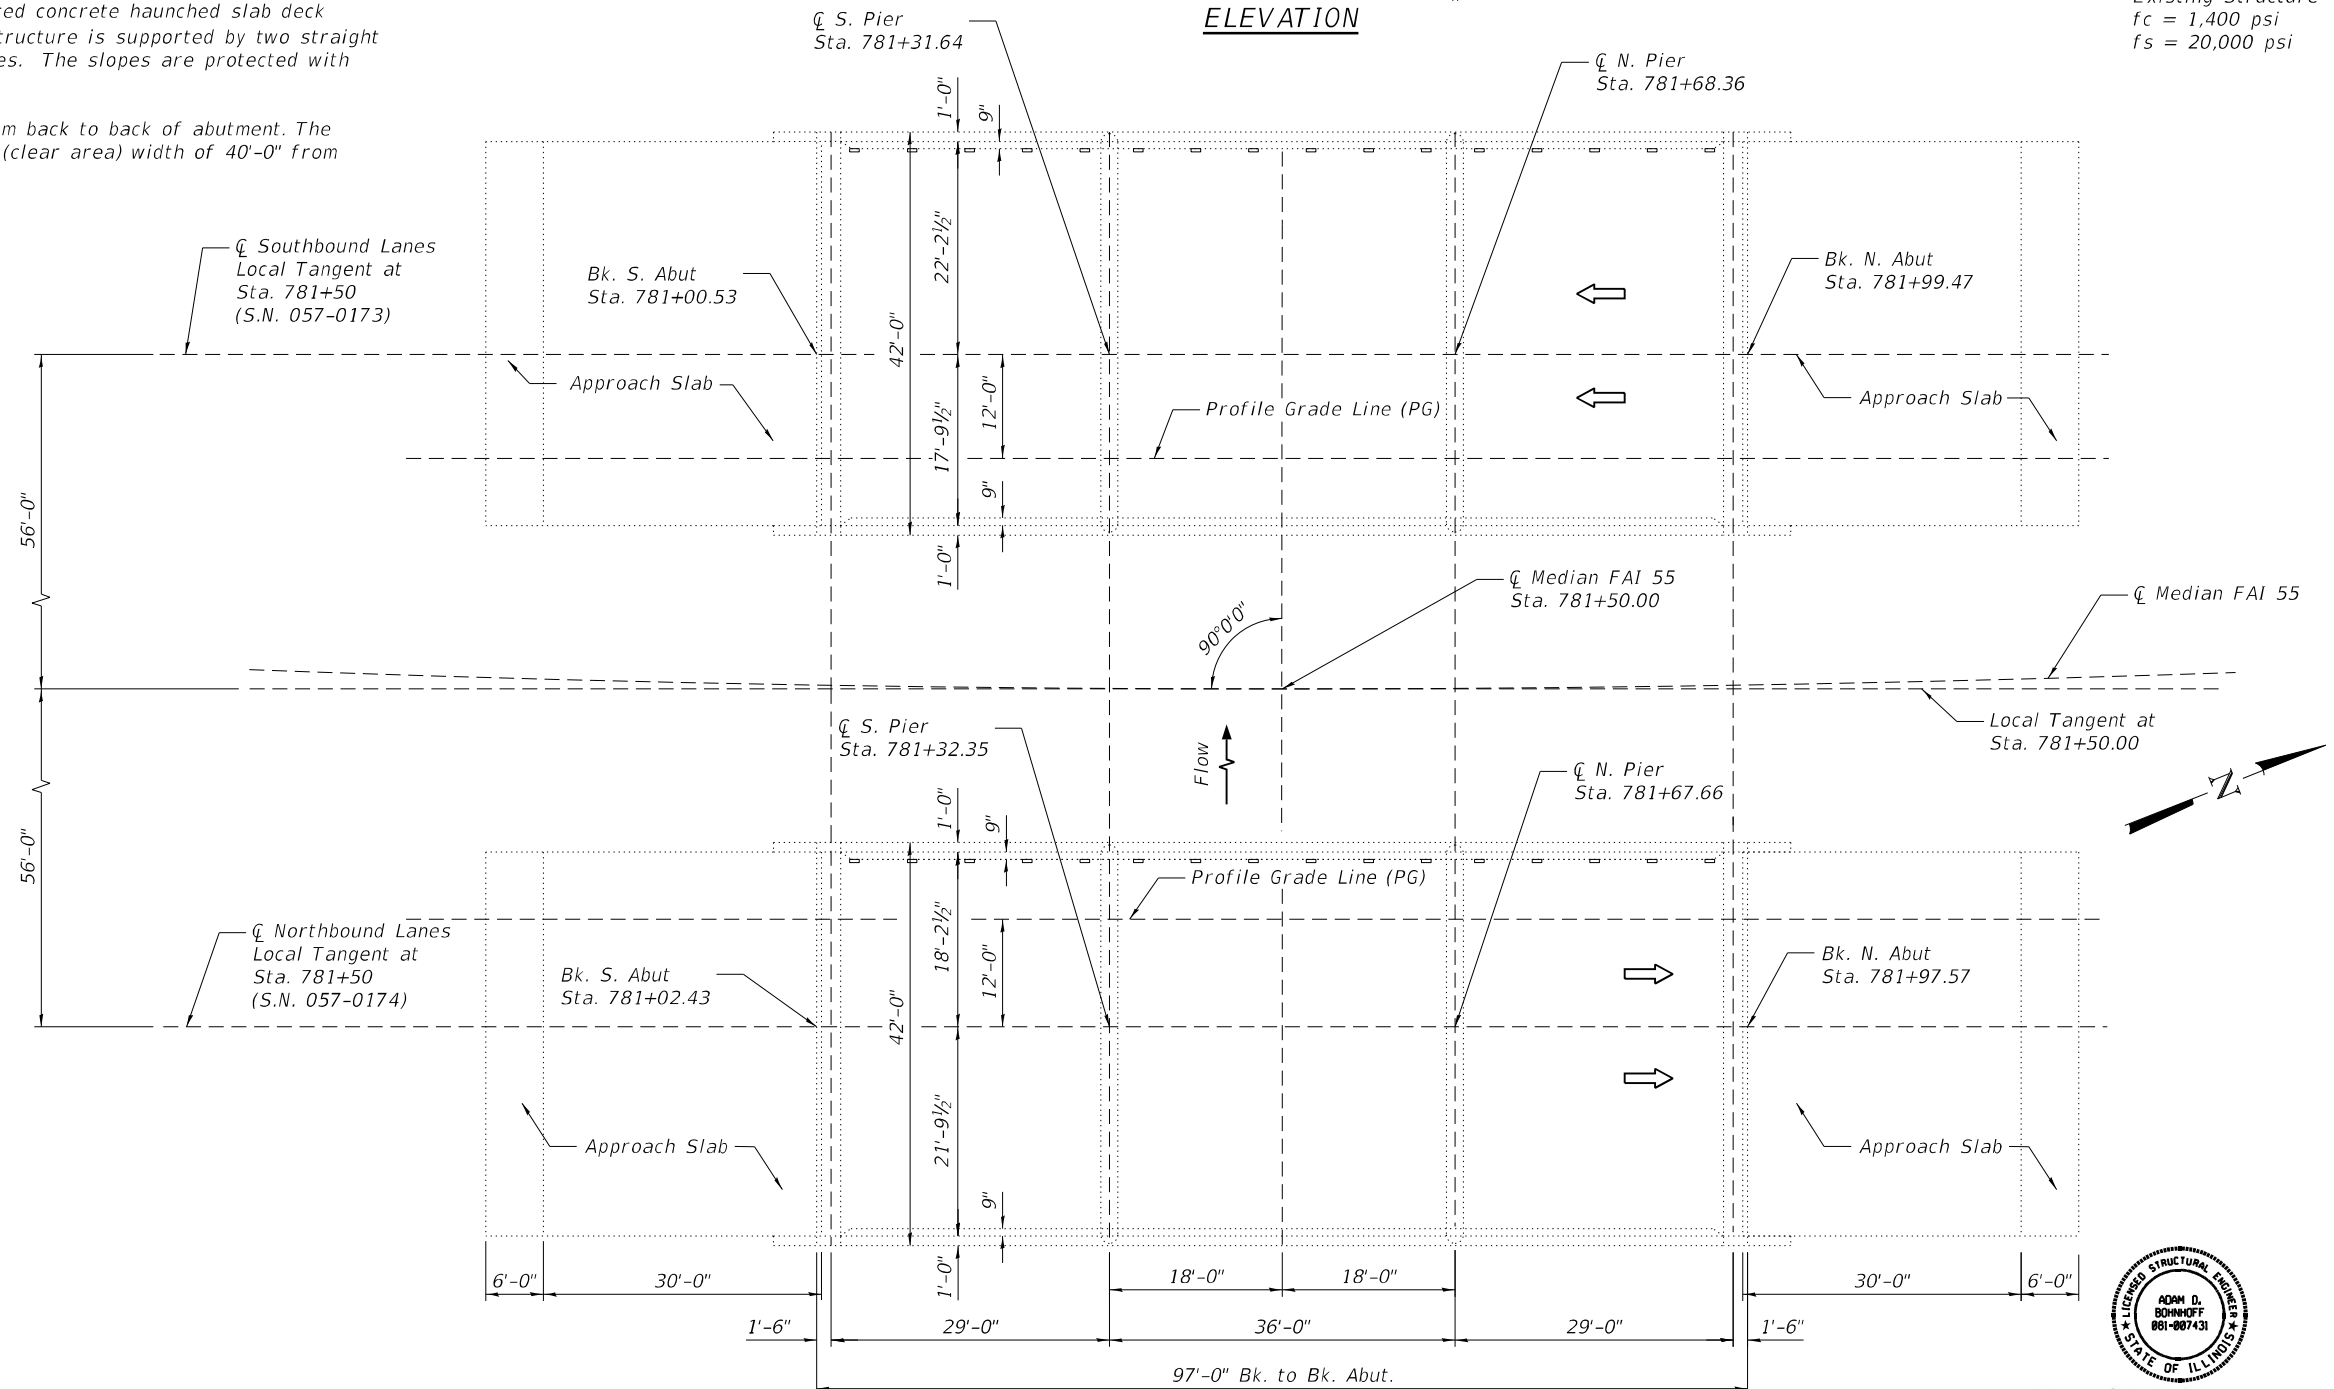 ced concrete haunched slab deck
tructure is supported by two straight
es. The slopes are protected with
m back to back of abutment. The
(clear area) width of 40'-0" from
ELEVATION
fc = 1,400 psi
fs = 20,000 psi
℄ S. Pier
Sta. 781+31.64
℄ N. Pier
Sta. 781+68.36
1'-0"
9"
22'-2½"
42'-0"
17'-9½"
12'-0"
9"
1'-0"
℄ Southbound Lanes
Local Tangent at
Sta. 781+50
(S.N. 057-0173)
Bk. S. Abut
Sta. 781+00.53
Bk. N. Abut
Sta. 781+99.47
Approach Slab
Profile Grade Line (PG)
Approach Slab
56'-0"
90°0'0"
℄ Median FAI 55
Sta. 781+50.00
℄ Median FAI 55
Local Tangent at
Sta. 781+50.00
℄ S. Pier
Sta. 781+32.35
Flow
℄ N. Pier
Sta. 781+67.66
N
56'-0"
1'-0"
9"
Profile Grade Line (PG)
18'-2½"
12'-0"
42'-0"
21'-9½"
9"
1'-0"
℄ Northbound Lanes
Local Tangent at
Sta. 781+50
(S.N. 057-0174)
Bk. S. Abut
Sta. 781+02.43
Bk. N. Abut
Sta. 781+97.57
Approach Slab
Approach Slab
6'-0"
30'-0"
18'-0"
18'-0"
30'-0"
6'-0"
1'-6"
29'-0"
36'-0"
29'-0"
1'-6"
97'-0" Bk. to Bk. Abut.
LICENSED STRUCTURAL ENGINEER
ADAM D.
BOHNHOFF
081-007431
STATE OF ILLINOIS